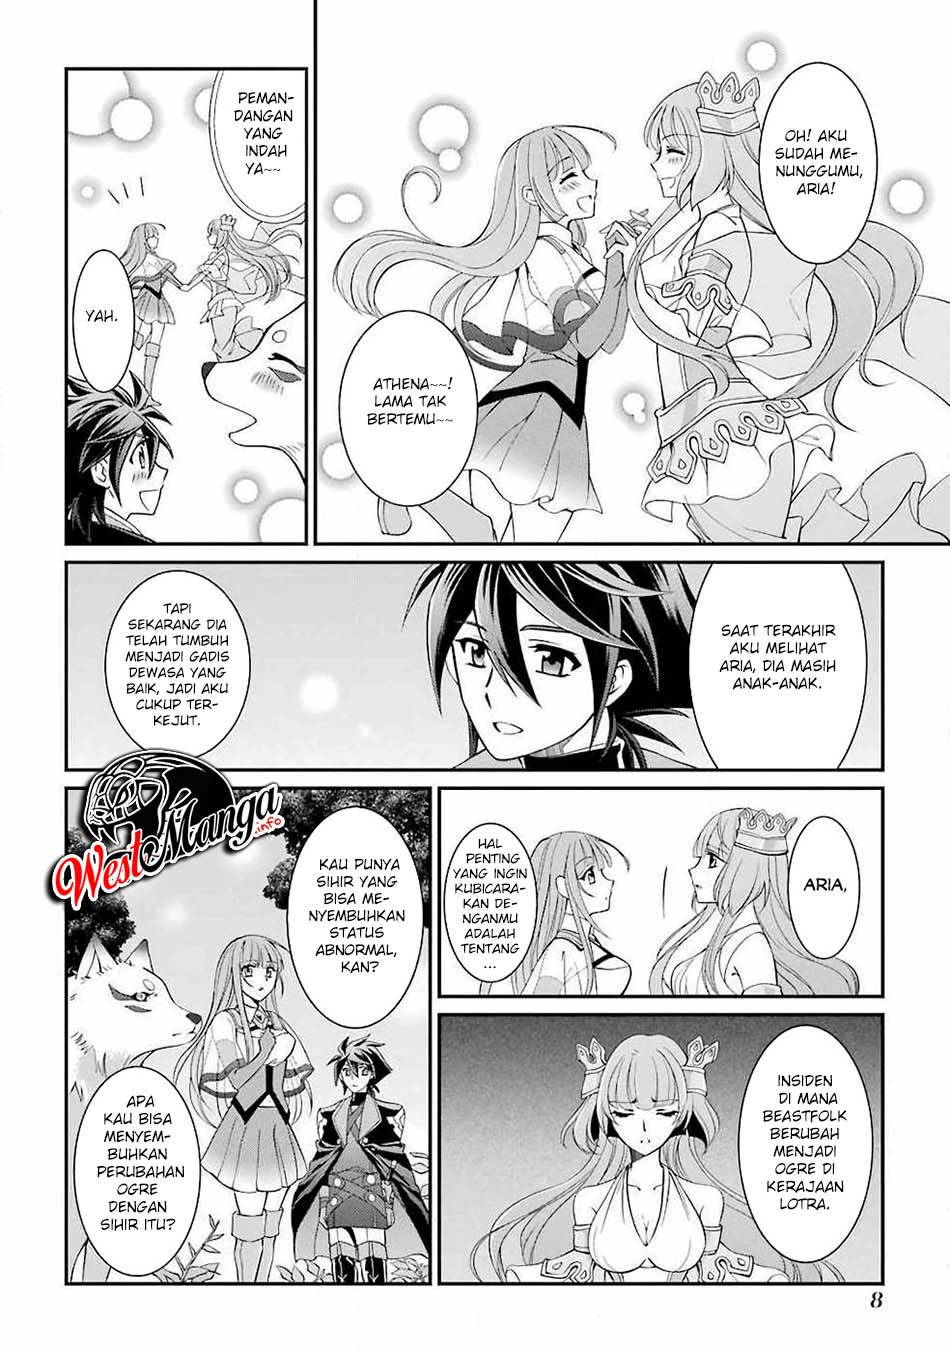 OH! AKU
SUDAH ME-
NUNGGUMU,
ARIA!
ATHENA~~!
LAMA TAK
BERTEMU~~
PEMAN-
DANGAN
YANG
INDAH
YA~~
YAH.
SAAT TERAKHIR
AKU MELIHAT
ARIA, DIA MASIH
ANAK-ANAK.
TAPI
SEKARANG DIA
TELAH TUMBUH
MENJADI GADIS
DEWASA YANG
BAIK, JADI AKU
CUKUP TER-
KEJUT.
WestManga
.info
ARIA,
HAL
PENTING
YANG INGIN
KUBICARA-
KAN DE-
NGANMU
ADALAH
TENTANG
...
INSIDEN
DI MANA
BEASTFOLK
BERUBAH
MENJADI
OGRE DI
KERAJAAN
LOTRA.
KAU PUNYA
SIHIR YANG
BISA ME-
NYEMBUHKAN
STATUS
ABNORMAL,
KAN?
APA
KAU BISA
MENYEM-
BUHKAN
PERUBAHAN
OGRE
DENGAN
SIHIR ITU?
8